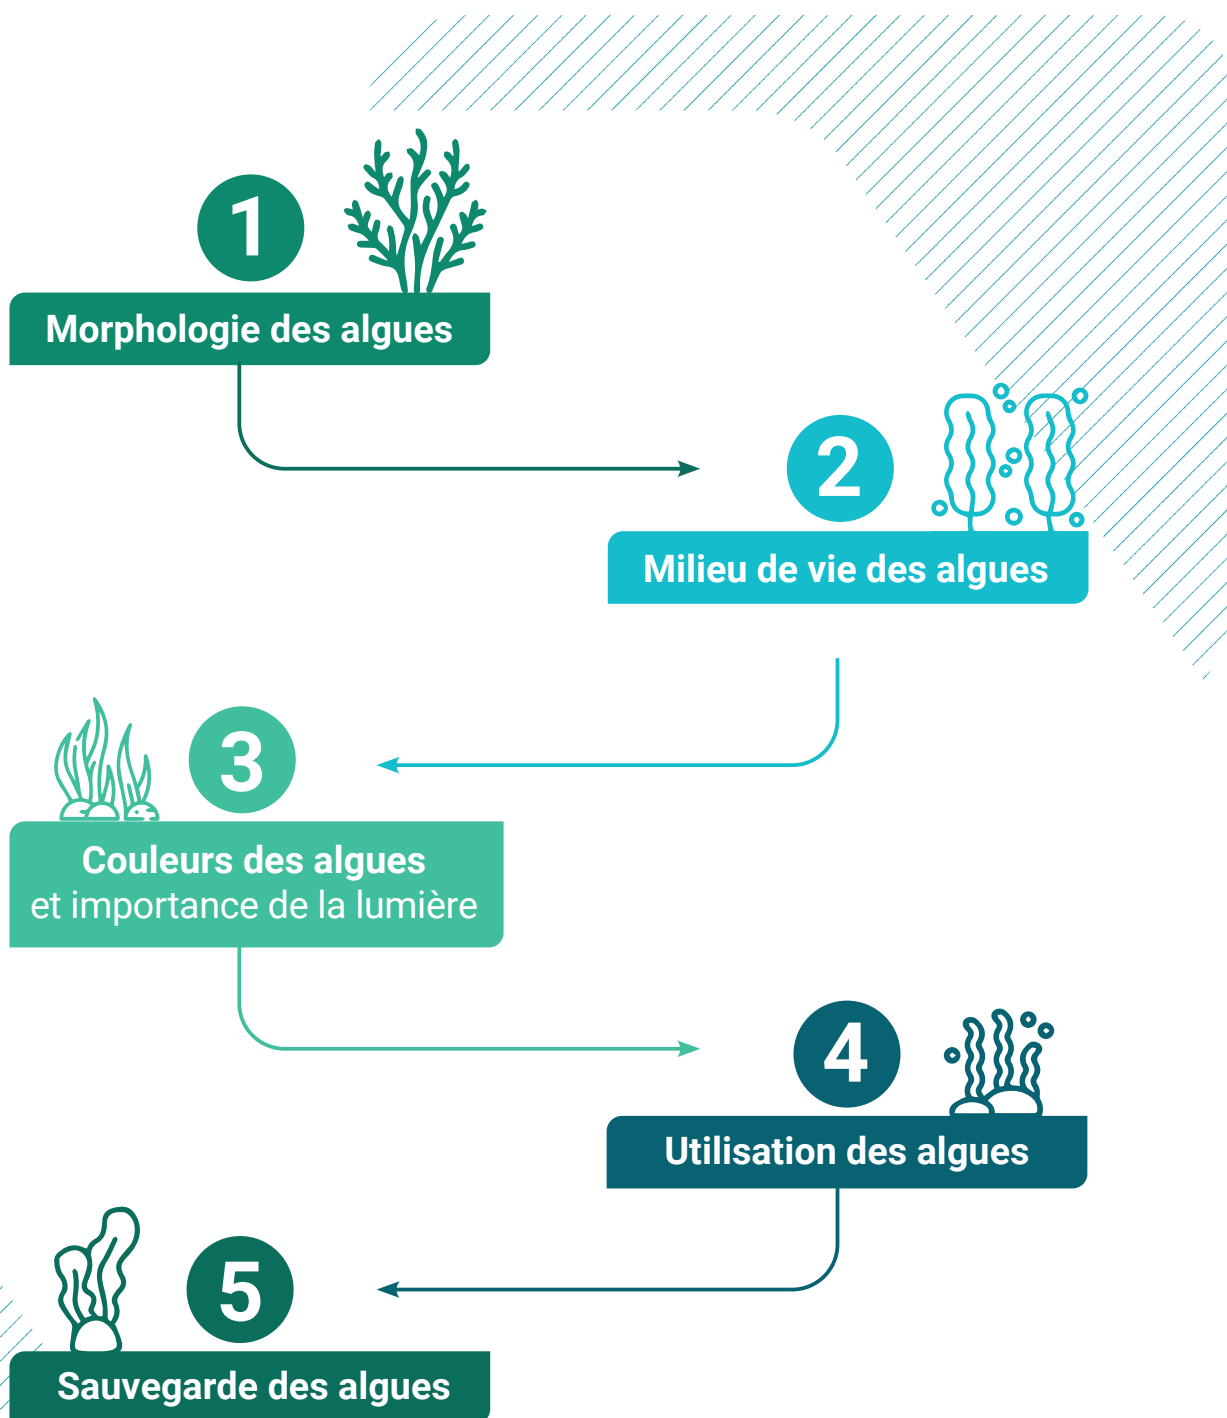 1
Morphologie des algues
2
Milieu de vie des algues
3
Couleurs des algues
et importance de la lumière
4
Utilisation des algues
5
Sauvegarde des algues